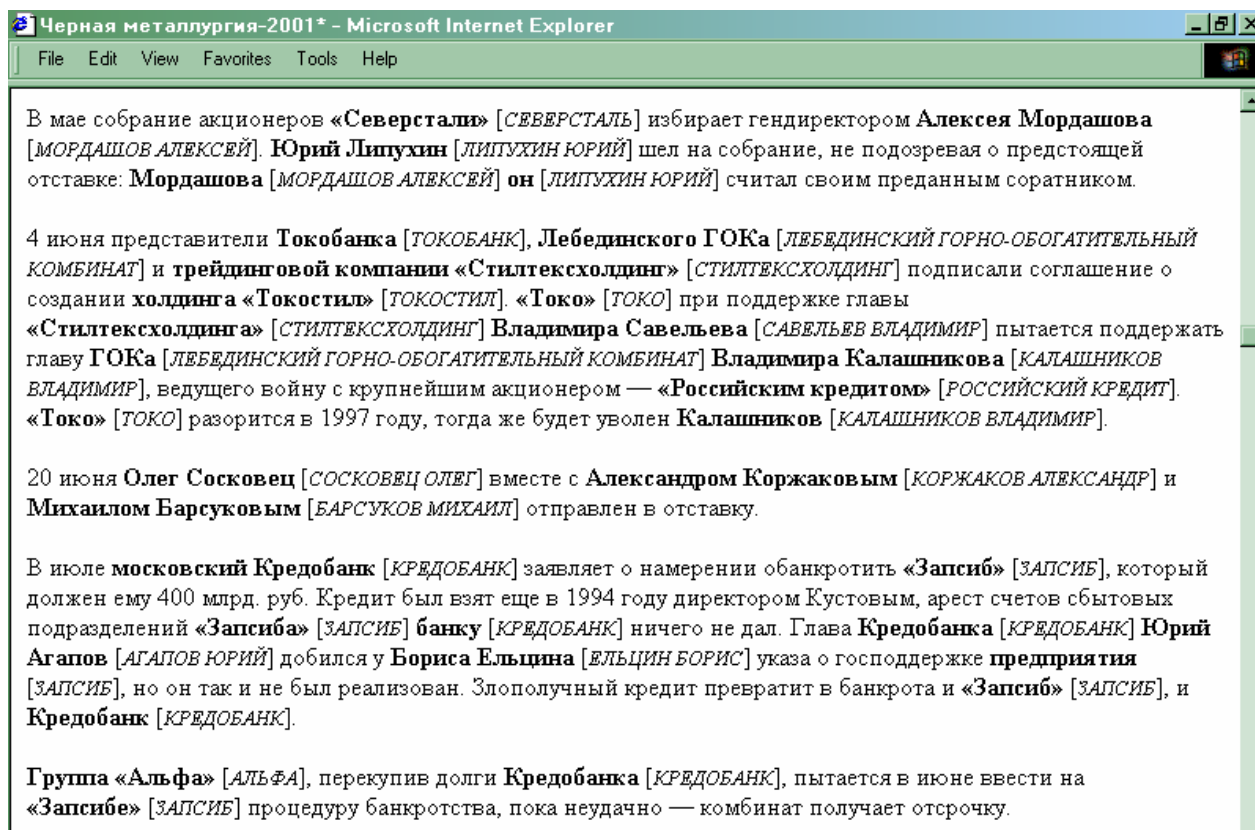 Черная металлургия-2001* - Microsoft Internet Explorer
File Edit View Favorites Tools Help
В мае собрание акционеров «Северстали» [СЕВЕРСТАЛЬ] избирает гендиректором Алексея Мордашова
[МОРДАШОВ АЛЕКСЕЙ]. Юрий Липухин [ЛИПУХИН ЮРИЙ] шел на собрание, не подозревая о предстоящей
отставке: Мордашова [МОРДАШОВ АЛЕКСЕЙ] он [ЛИПУХИН ЮРИЙ] считал своим преданным соратником.
4 июня представители Токобанка [ТОКОБАНК], Лебединского ГОКа [ЛЕБЕДИНСКИЙ ГОРНО-ОБОГАТИТЕЛЬНЫЙ
КОМБИНАТ] и трейдинговой компании «Стилтексхолдинг» [СТИЛТЕКСХОЛДИНГ] подписали соглашение о
создании холдинга «Токостил» [ТОКОСТИЛ]. «Токо» [ТОКО] при поддержке главы
«Стилтексхолдинга» [СТИЛТЕКСХОЛДИНГ] Владимира Савельева [САВЕЛЬЕВ ВЛАДИМИР] пытается поддержать
главу ГОКа [ЛЕБЕДИНСКИЙ ГОРНО-ОБОГАТИТЕЛЬНЫЙ КОМБИНАТ] Владимира Калашникова [КАЛАШНИКОВ
ВЛАДИМИР], ведущего войну с крупнейшим акционером — «Российским кредитом» [РОССИЙСКИЙ КРЕДИТ].
«Токо» [ТОКО] разорится в 1997 году, тогда же будет уволен Калашников [КАЛАШНИКОВ ВЛАДИМИР].
20 июня Олег Сосковец [СОСКОВЕЦ ОЛЕГ] вместе с Александром Коржаковым [КОРЖАКОВ АЛЕКСАНДР] и
Михаилом Барсуковым [БАРСУКОВ МИХАИЛ] отправлен в отставку.
В июле московский Кредобанк [КРЕДОБАНК] заявляет о намерении обанкротить «Запсиб» [ЗАПСИБ], который
должен ему 400 млрд. руб. Кредит был взят еще в 1994 году директором Кустовым, арест счетов сбытовых
подразделений «Запсиба» [ЗАПСИБ] банку [КРЕДОБАНК] ничего не дал. Глава Кредобанка [КРЕДОБАНК] Юрий
Агапов [АГАПОВ ЮРИЙ] добился у Бориса Ельцина [ЕЛЬЦИН БОРИС] указа о господдержке предприятия
[ЗАПСИБ], но он так и не был реализован. Злополучный кредит превратит в банкрота и «Запсиб» [ЗАПСИБ], и
Кредобанк [КРЕДОБАНК].
Группа «Альфа» [АЛЬФА], перекупив долги Кредобанка [КРЕДОБАНК], пытается в июне ввести на
«Запсибе» [ЗАПСИБ] процедуру банкротства, пока неудачно — комбинат получает отсрочку.